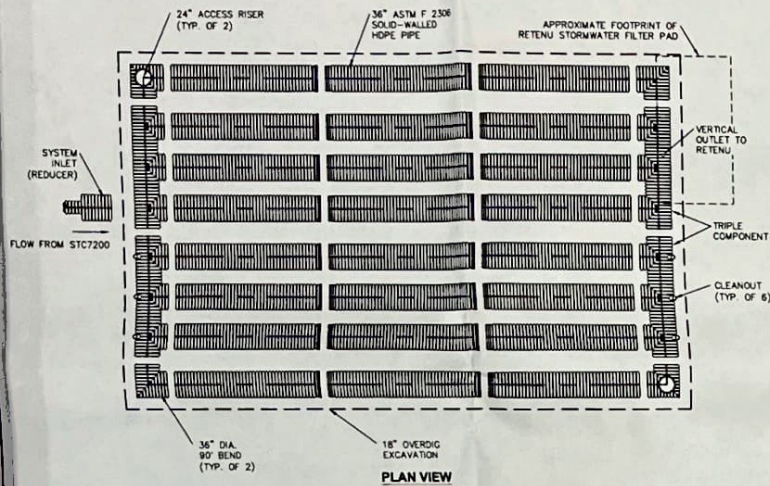 24" ACCESS RISER
(TYP. OF 2)
36" ASTM F 2306
SOLID-WALLED
HDPE PIPE
APPROXIMATE FOOTPRINT OF
RETENU STORMWATER FILTER PAD
SYSTEM
INLET
(REDUCER)
VERTICAL
OUTLET TO
RETENU
FLOW FROM STC7200
TRIPLE
COMPONENT
CLEANOUT
(TYP. OF 6)
36" DIA.
90° BEND
(TYP. OF 2)
18" OVERDIG
EXCAVATION
PLAN VIEW